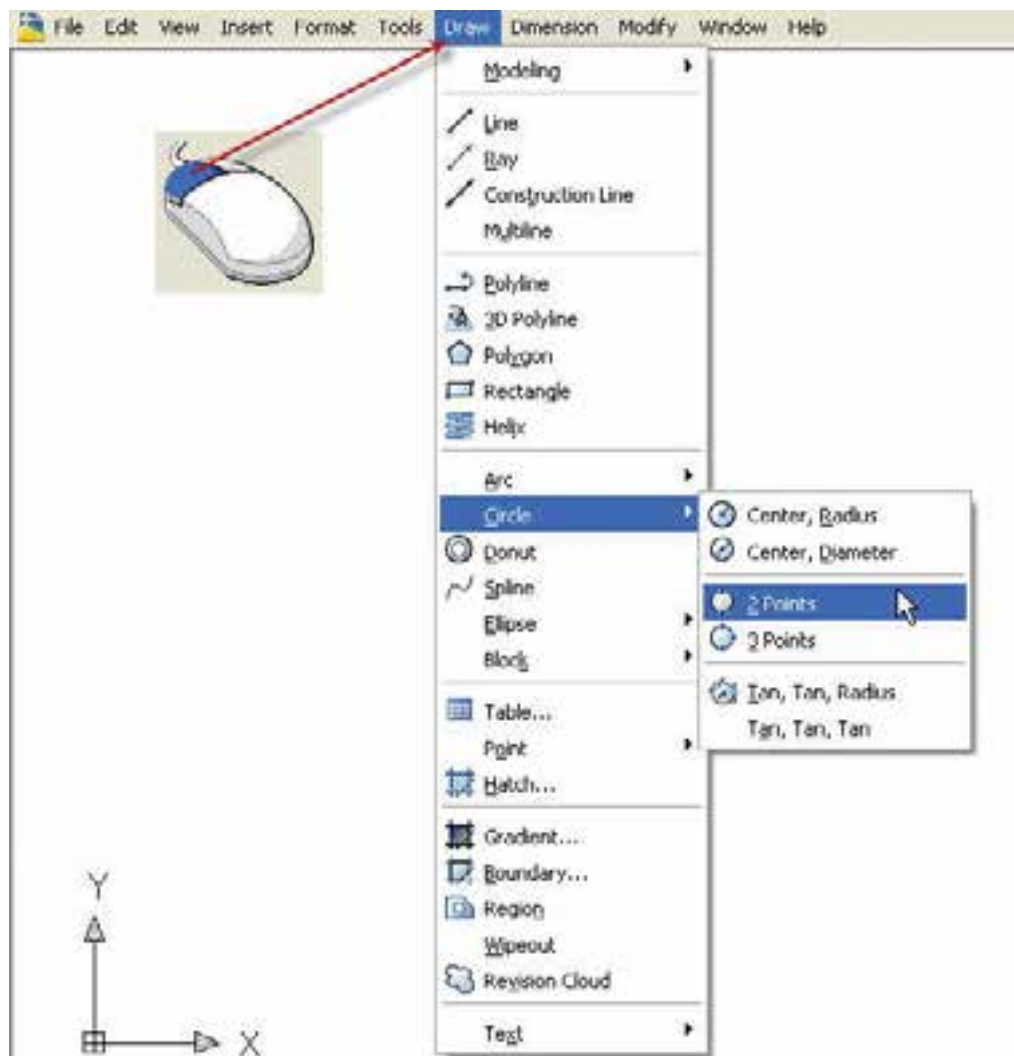 File Edit View Insert Format Tools Draw Dimension Modify Window Help
Modeling
Line
Ray
Construction Line
Multiline
Polyline
3D Polyline
Polygon
Rectangle
Helix
Arc
Circle
Donut
Spline
Ellipse
Block
Table...
Point
Hatch...
Gradient...
Boundary...
Region
Wipeout
Revision Cloud
Text
Center, Radius
Center, Diameter
2 Points
3 Points
Tan, Tan, Radius
Tan, Tan, Tan
Y
X